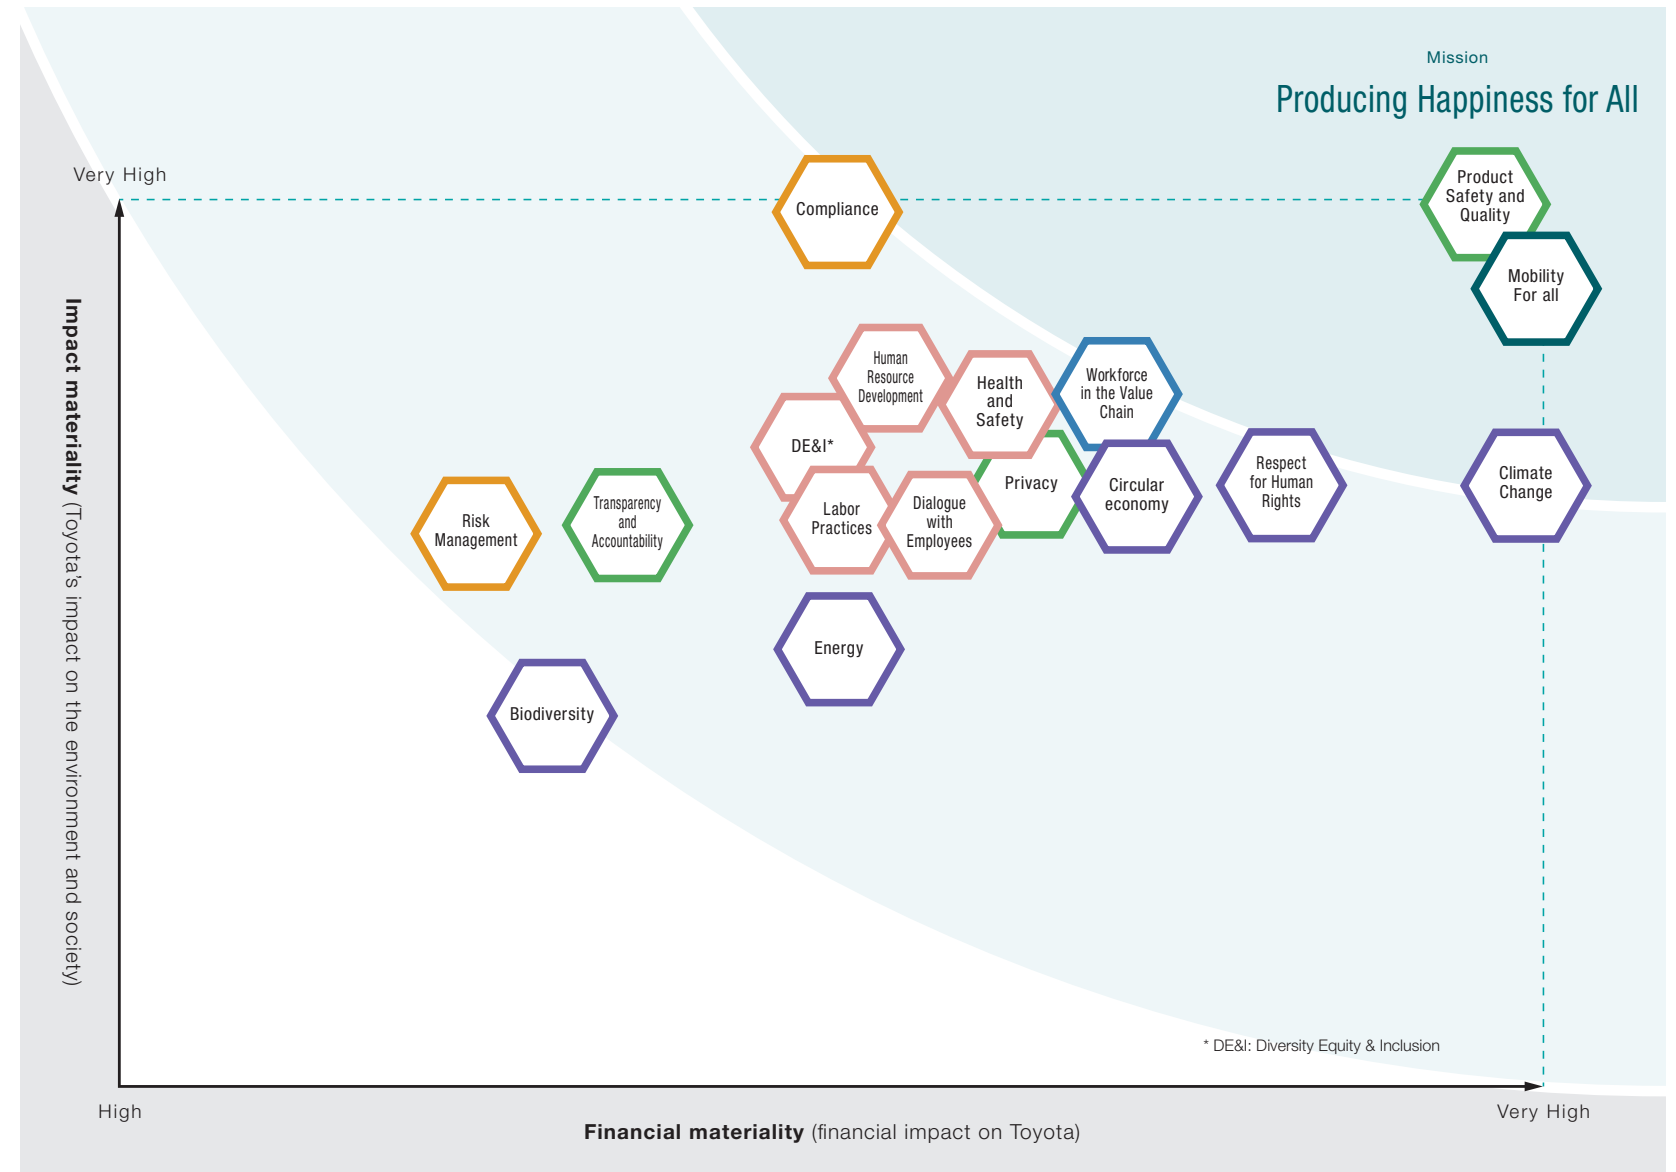 Mission
Producing Happiness for All
Very High
Impact materiality (Toyota's impact on the environment and society)
Compliance
Product
Safety and
Quality
Mobility
For all
Human
Resource
Development
Health
and
Safety
Workforce
in the Value
Chain
DE&I*
Risk
Management
Transparency
and
Accountability
Labor
Practices
Dialogue
with
Employees
Privacy
Circular
economy
Respect
for Human
Rights
Climate
Change
Energy
Biodiversity
* DE&I: Diversity Equity & Inclusion
High
Very High
Financial materiality (financial impact on Toyota)